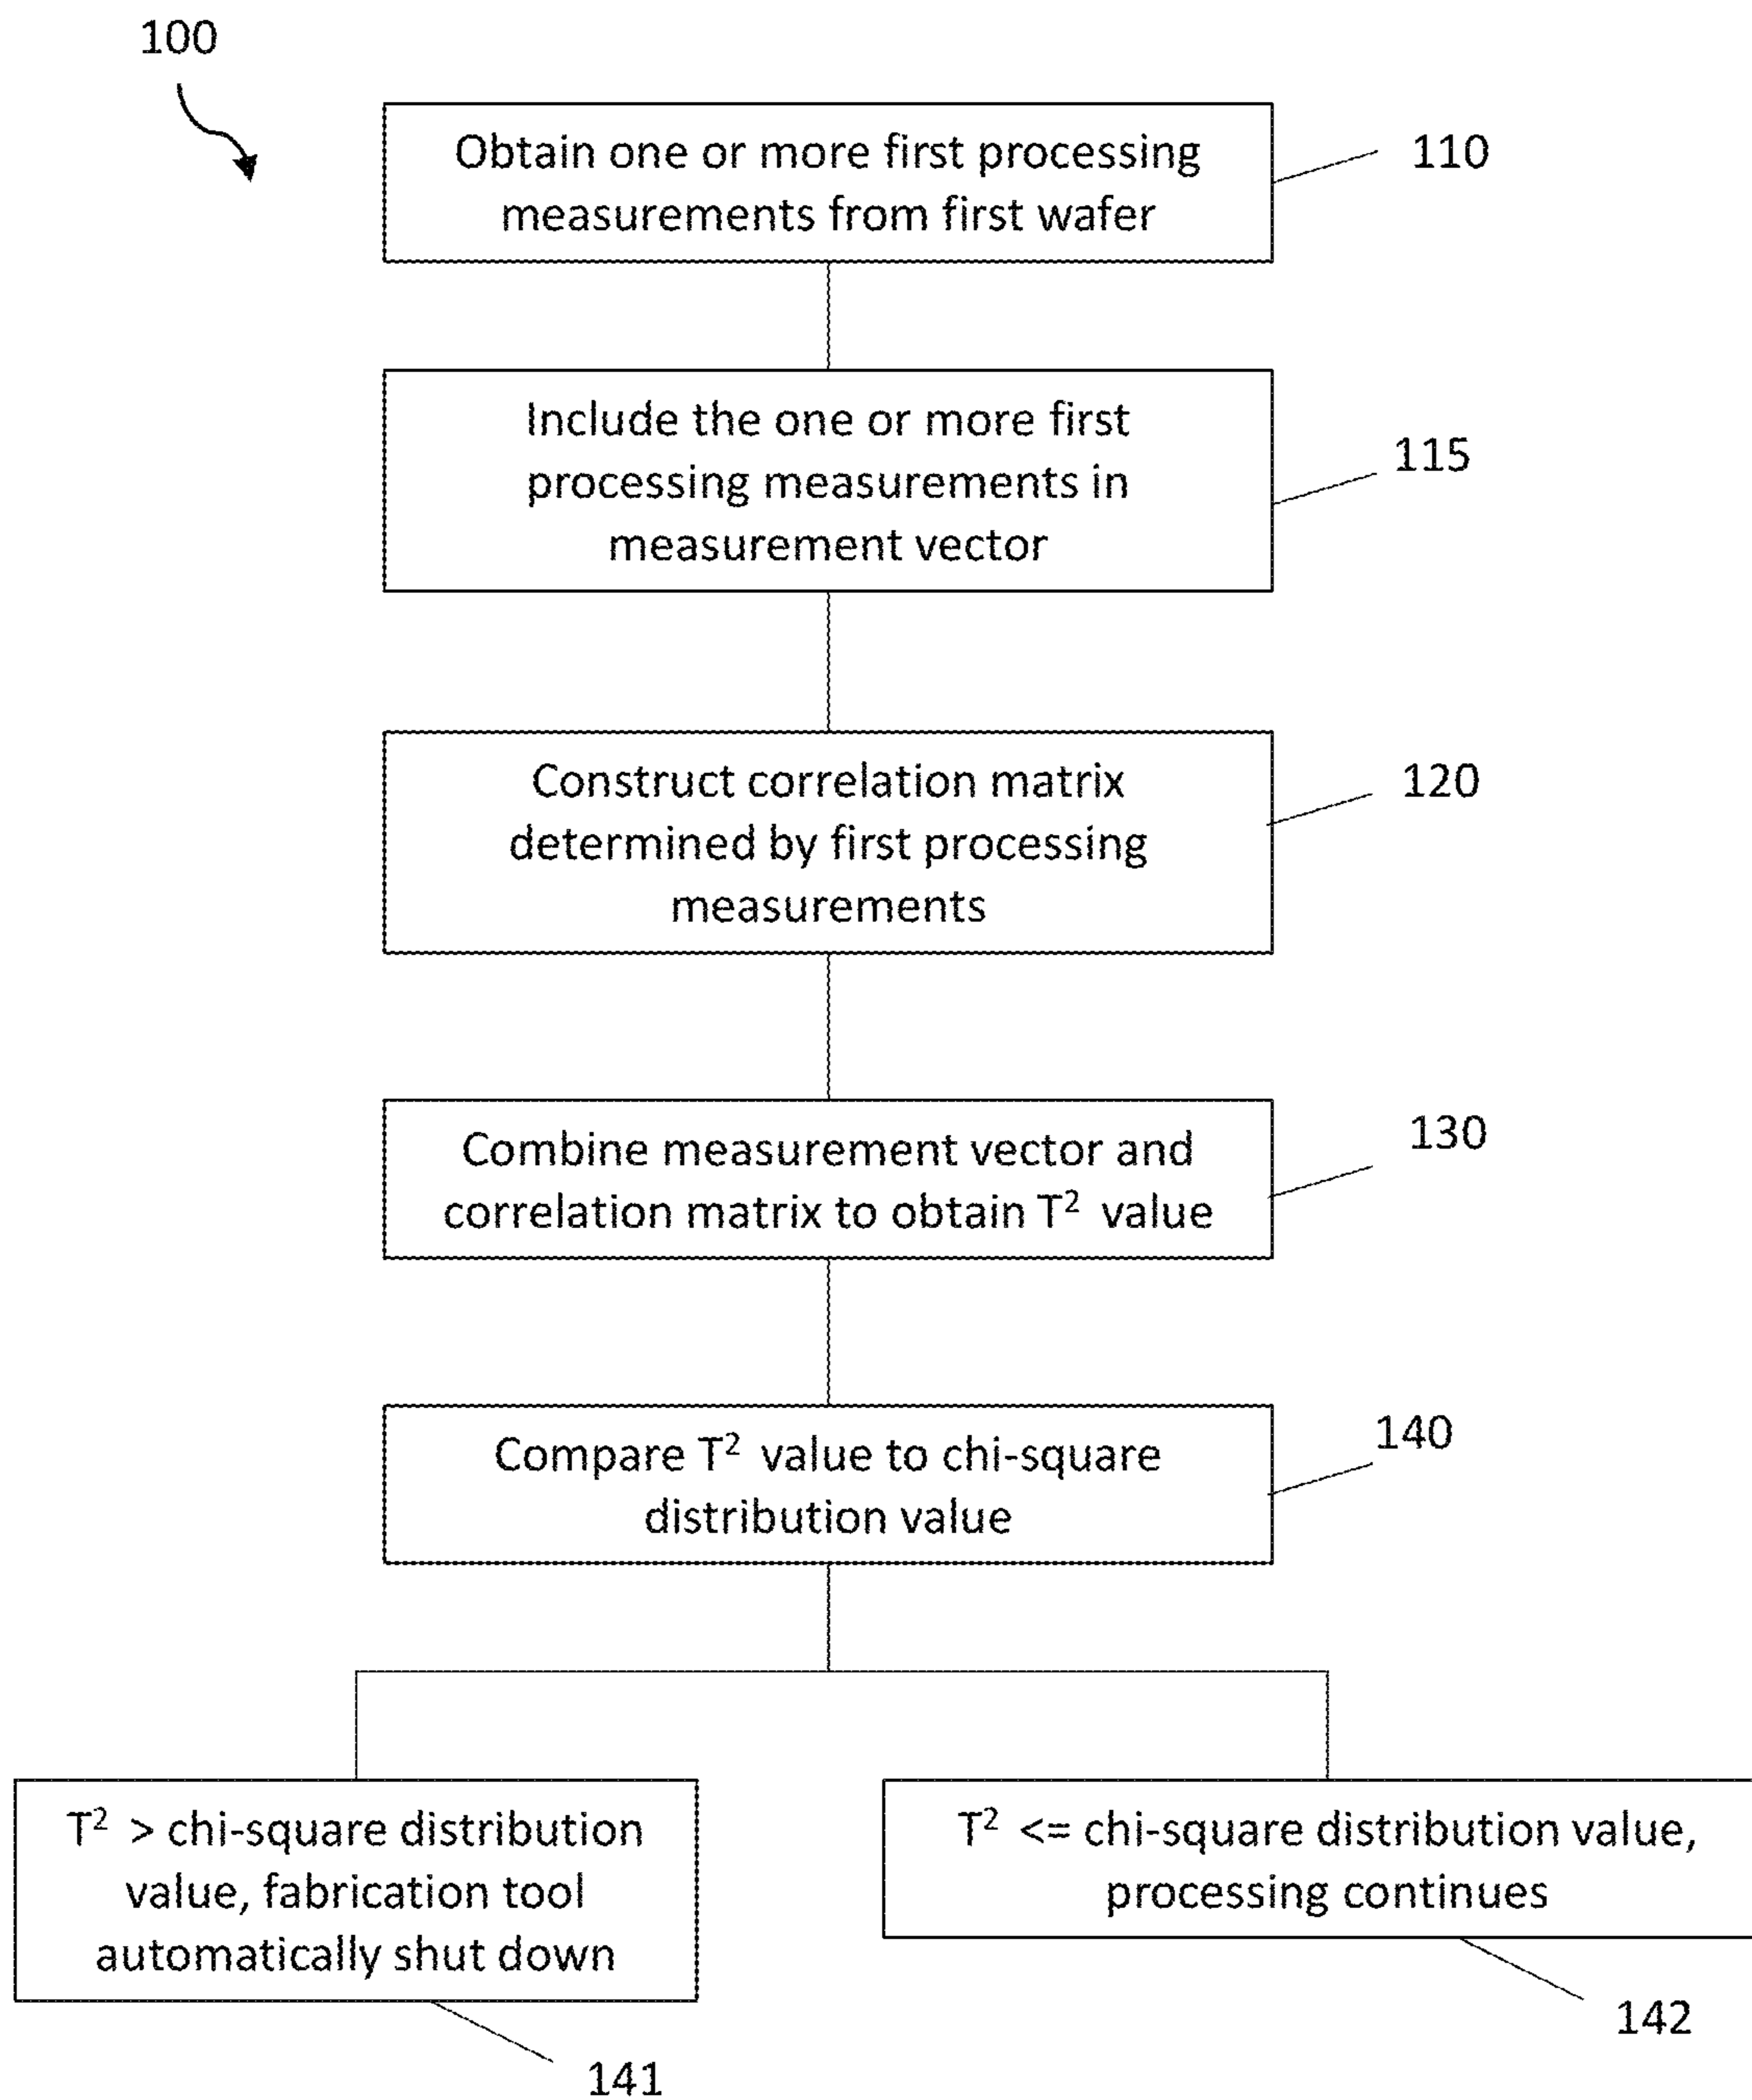 100
Obtain one or more first processing
measurements from first wafer
110
Include the one or more first
processing measurements in
measurement vector
115
Construct correlation matrix
determined by first processing
measurements
120
Combine measurement vector and
correlation matrix to obtain T² value
130
Compare T² value to chi-square
distribution value
140
T² > chi-square distribution
value, fabrication tool
automatically shut down
141
T² <= chi-square distribution value,
processing continues
142